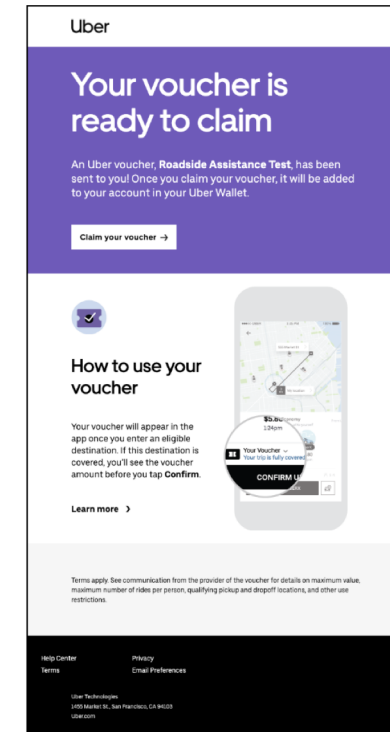 Uber
Your voucher is
ready to claim
An Uber voucher, Roadside Assistance Test, has been
sent to you! Once you claim your voucher, it will be added
to your account in your Uber Wallet.
Claim your voucher →
How to use your
voucher
Your voucher will appear in the
app once you enter an eligible
destination. If this destination is
covered, you'll see the voucher
amount before you tap Confirm.
Learn more
1:34pm
Your Voucher
Your trip is fully covered
CONFIRM U
Terms apply. See communication from the provider of the voucher for details on maximum value,
maximum number of rides per person, qualifying pickup and dropoff locations, and other use
restrictions.
Help Center
Privacy
Terms
Email Preferences
Uber Technologies
1455 Market St., San Francisco, CA 94103
Uber.com